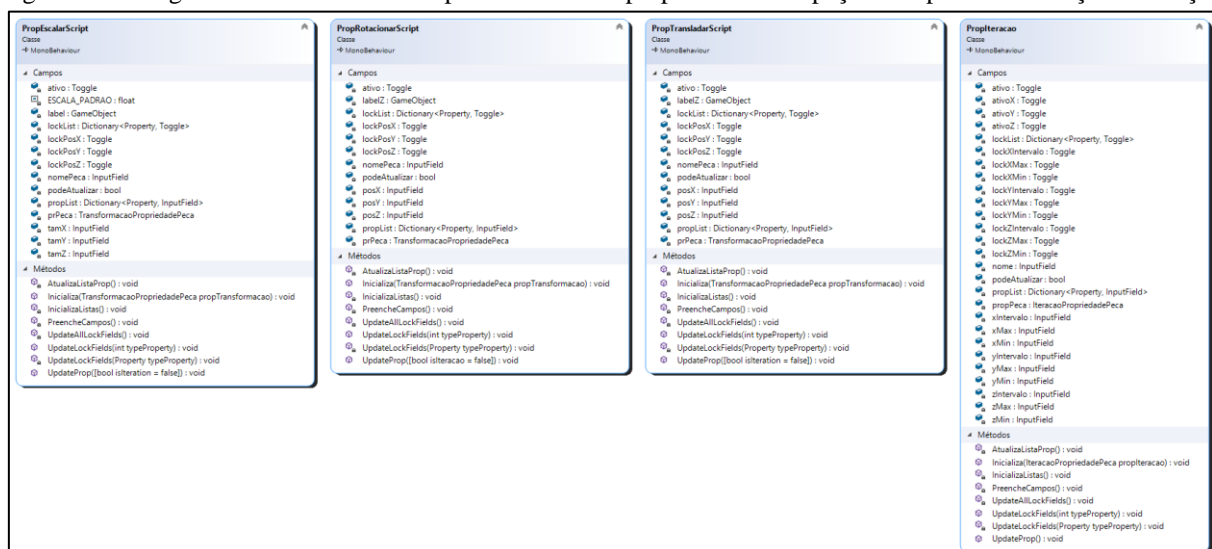 PropEscalarScript
Classe
MonoBehaviour
Campos
ativo : Toggle
ESCALA_PADRAO : float
label : GameObject
lockList : Dictionary<Property, Toggle>
lockPosX : Toggle
lockPosY : Toggle
lockPosZ : Toggle
nomePeca : InputField
podeAtualizar : bool
propList : Dictionary<Property, InputField>
prPeca : TransformacaoPropriedadePeca
tamX : InputField
tamY : InputField
tamZ : InputField
Métodos
AtualizaListaProp() : void
Inicializa(TransformacaoPropriedadePeca propTransformacao) : void
InicializaListas() : void
PreencheCampos() : void
UpdateAllLockFields() : void
UpdateLockFields(int typeProperty) : void
UpdateLockFields(Property typeProperty) : void
UpdateProp([bool isIteration = false]) : void
PropRotacionarScript
Classe
MonoBehaviour
Campos
ativo : Toggle
labelZ : GameObject
lockList : Dictionary<Property, Toggle>
lockPosX : Toggle
lockPosY : Toggle
lockPosZ : Toggle
nomePeca : InputField
podeAtualizar : bool
posX : InputField
posY : InputField
posZ : InputField
propList : Dictionary<Property, InputField>
prPeca : TransformacaoPropriedadePeca
Métodos
AtualizaListaProp() : void
Inicializa(TransformacaoPropriedadePeca propTransformacao) : void
InicializaListas() : void
PreencheCampos() : void
UpdateAllLockFields() : void
UpdateLockFields(int typeProperty) : void
UpdateLockFields(Property typeProperty) : void
UpdateProp([bool isIteracao = false]) : void
PropTransladarScript
Classe
MonoBehaviour
Campos
ativo : Toggle
labelZ : GameObject
lockList : Dictionary<Property, Toggle>
lockPosX : Toggle
lockPosY : Toggle
lockPosZ : Toggle
nomePeca : InputField
podeAtualizar : bool
posX : InputField
posY : InputField
posZ : InputField
propList : Dictionary<Property, InputField>
prPeca : TransformacaoPropriedadePeca
Métodos
AtualizaListaProp() : void
Inicializa(TransformacaoPropriedadePeca propTransformacao) : void
InicializaListas() : void
PreencheCampos() : void
UpdateAllLockFields() : void
UpdateLockFields(int typeProperty) : void
UpdateLockFields(Property typeProperty) : void
UpdateProp([bool isIteration = false]) : void
PropIteracao
Classe
MonoBehaviour
Campos
ativo : Toggle
ativoX : Toggle
ativoY : Toggle
ativoZ : Toggle
lockList : Dictionary<Property, Toggle>
lockXIntervalo : Toggle
lockXMax : Toggle
lockXMin : Toggle
lockYIntervalo : Toggle
lockYMax : Toggle
lockYMin : Toggle
lockZIntervalo : Toggle
lockZMax : Toggle
lockZMin : Toggle
nome : InputField
podeAtualizar : bool
propList : Dictionary<Property, InputField>
propPeca : IteracaoPropriedadePeca
xIntervalo : InputField
xMax : InputField
xMin : InputField
yIntervalo : InputField
yMax : InputField
yMin : InputField
zIntervalo : InputField
zMax : InputField
zMin : InputField
Métodos
AtualizaListaProp() : void
Inicializa(IteracaoPropriedadePeca propIteracao) : void
InicializaListas() : void
PreencheCampos() : void
UpdateAllLockFields() : void
UpdateLockFields(int typeProperty) : void
UpdateLockFields(Property typeProperty) : void
UpdateProp() : void